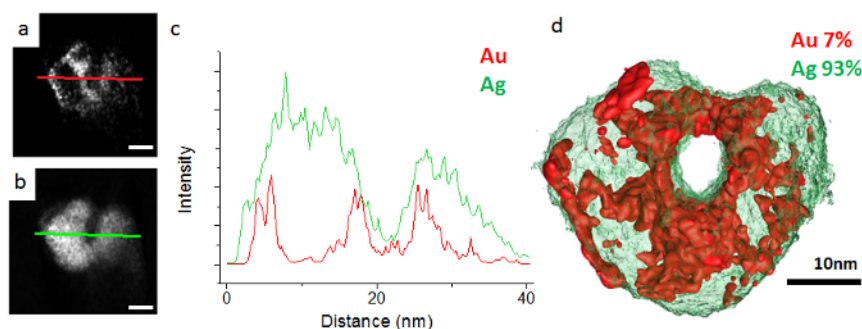 a
b
c
Au
Ag
Intensity
0
20
40
Distance (nm)
d
Au 7%
Ag 93%
10nm